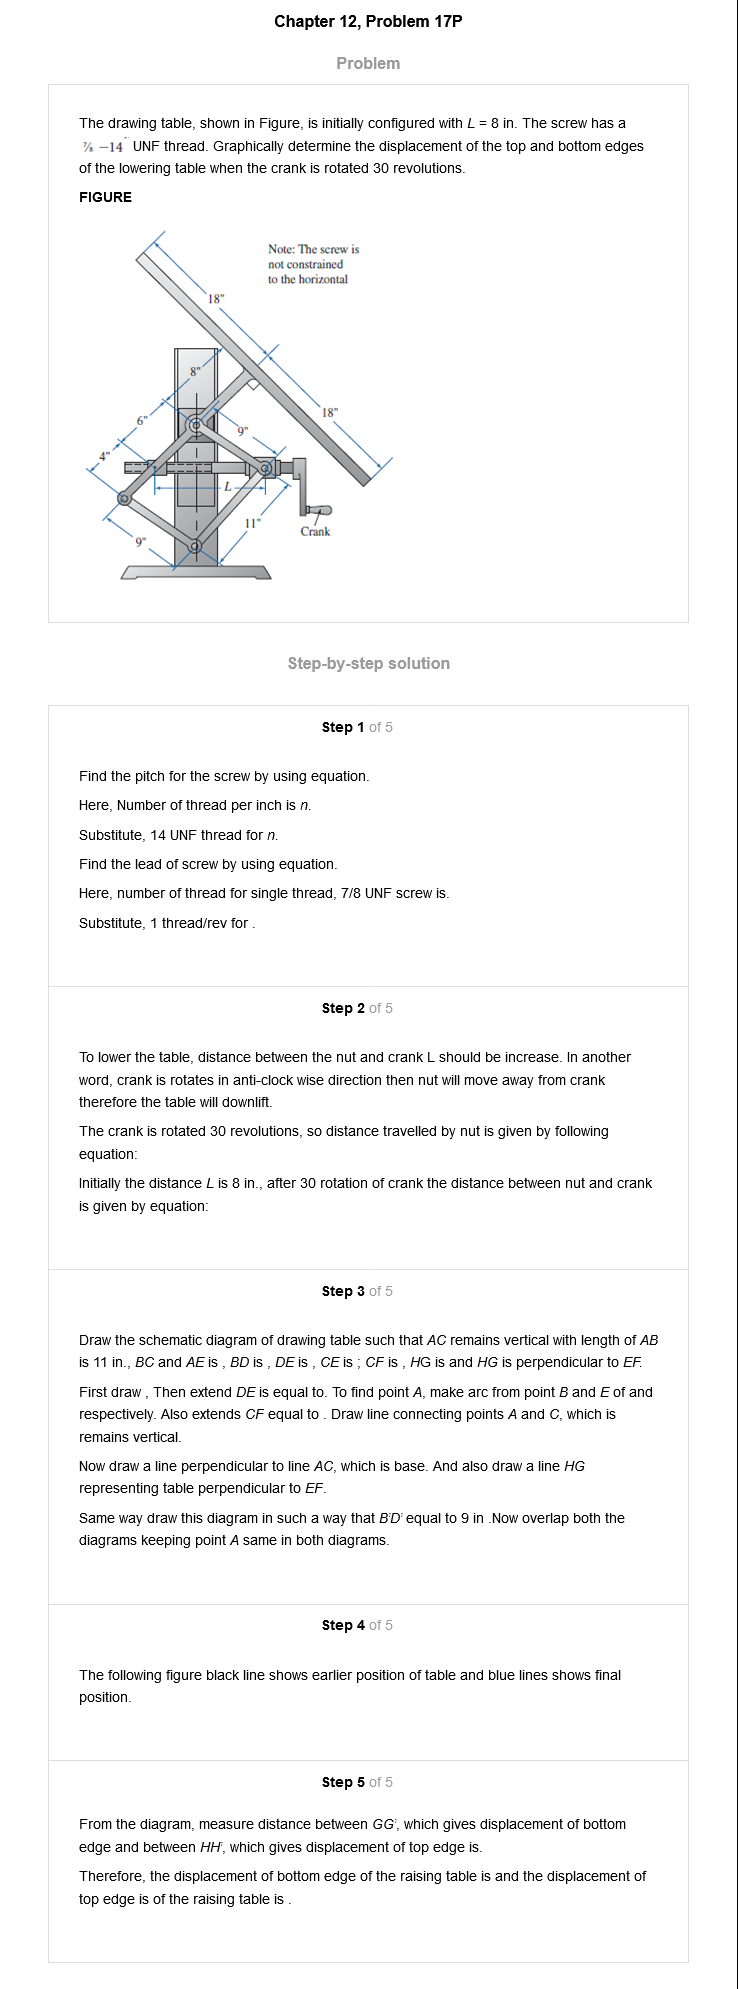 Chapter 12, Problem 17P
Problem
The drawing table, shown in Figure, is initially configured with L = 8 in. The screw has a
⅞ –14 UNF thread. Graphically determine the displacement of the top and bottom edges
of the lowering table when the crank is rotated 30 revolutions.
FIGURE
Note: The screw is
not constrained
to the horizontal
18"
8"
18"
6"
9"
4"
L
11"
Crank
9"
Step-by-step solution
Step 1 of 5
Find the pitch for the screw by using equation.
Here, Number of thread per inch is n.
Substitute, 14 UNF thread for n.
Find the lead of screw by using equation.
Here, number of thread for single thread, 7/8 UNF screw is.
Substitute, 1 thread/rev for .
Step 2 of 5
To lower the table, distance between the nut and crank L should be increase. In another
word, crank is rotates in anti-clock wise direction then nut will move away from crank
therefore the table will downlift.
The crank is rotated 30 revolutions, so distance travelled by nut is given by following
equation:
Initially the distance L is 8 in., after 30 rotation of crank the distance between nut and crank
is given by equation:
Step 3 of 5
Draw the schematic diagram of drawing table such that AC remains vertical with length of AB
is 11 in., BC and AE is , BD is , DE is , CE is ; CF is , HG is and HG is perpendicular to EF.
First draw , Then extend DE is equal to. To find point A, make arc from point B and E of and
respectively. Also extends CF equal to . Draw line connecting points A and C, which is
remains vertical.
Now draw a line perpendicular to line AC, which is base. And also draw a line HG
representing table perpendicular to EF.
Same way draw this diagram in such a way that B'D' equal to 9 in .Now overlap both the
diagrams keeping point A same in both diagrams.
Step 4 of 5
The following figure black line shows earlier position of table and blue lines shows final
position.
Step 5 of 5
From the diagram, measure distance between GG', which gives displacement of bottom
edge and between HH', which gives displacement of top edge is.
Therefore, the displacement of bottom edge of the raising table is and the displacement of
top edge is of the raising table is .